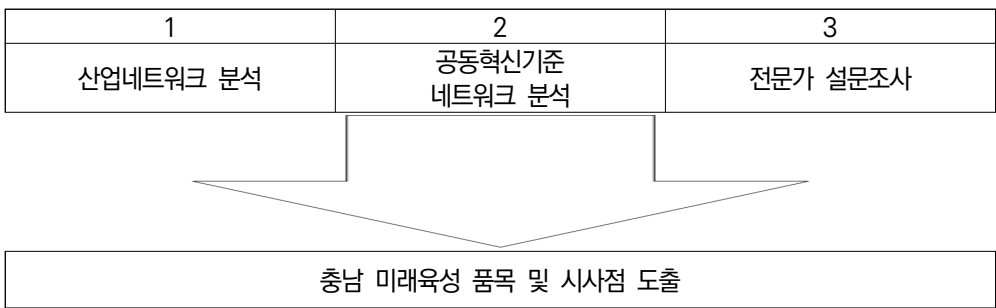 1 2 3
산업네트워크 분석
공동혁신기준
네트워크 분석
전문가 설문조사
충남 미래육성 품목 및 시사점 도출